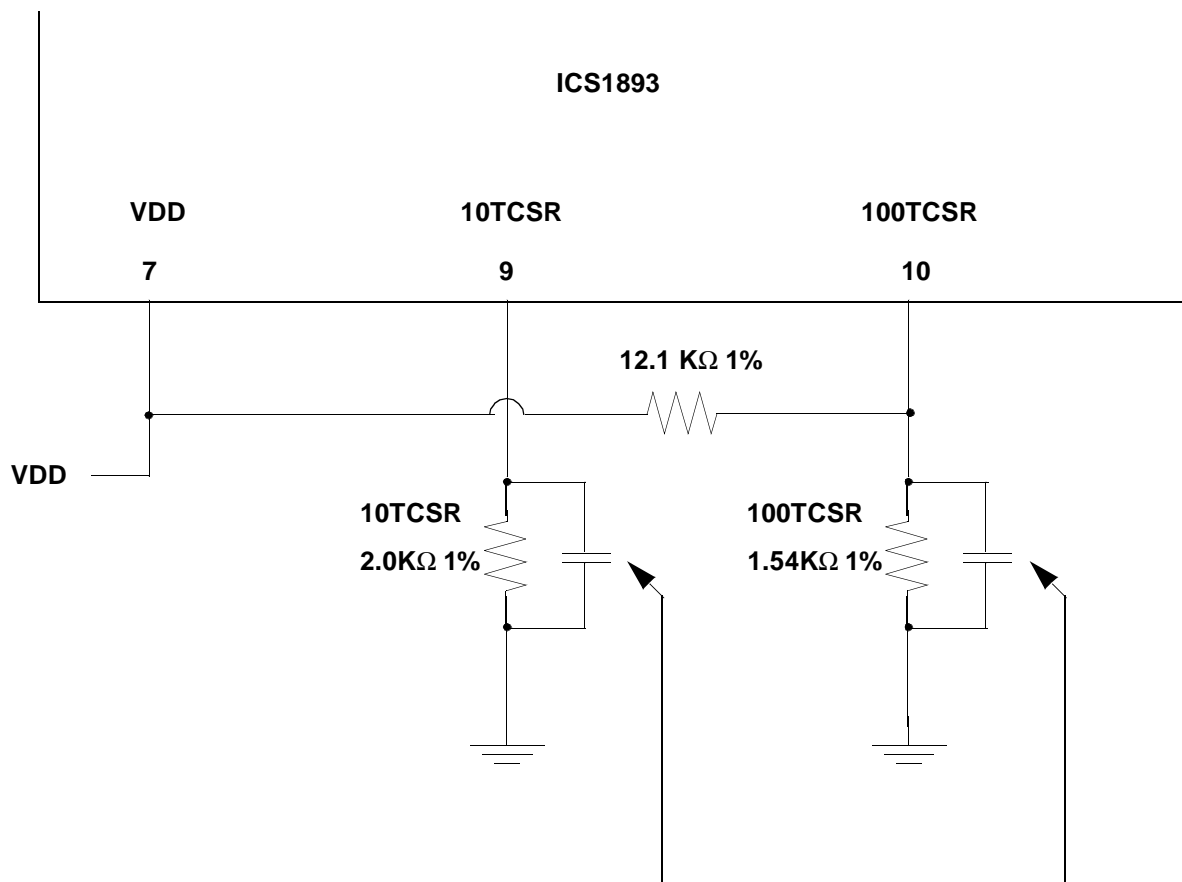 ICS1893
VDD 10TCSR 100TCSR
7 9 10
12.1 KΩ 1%
VDD
10TCSR 100TCSR
2.0KΩ 1% 1.54KΩ 1%